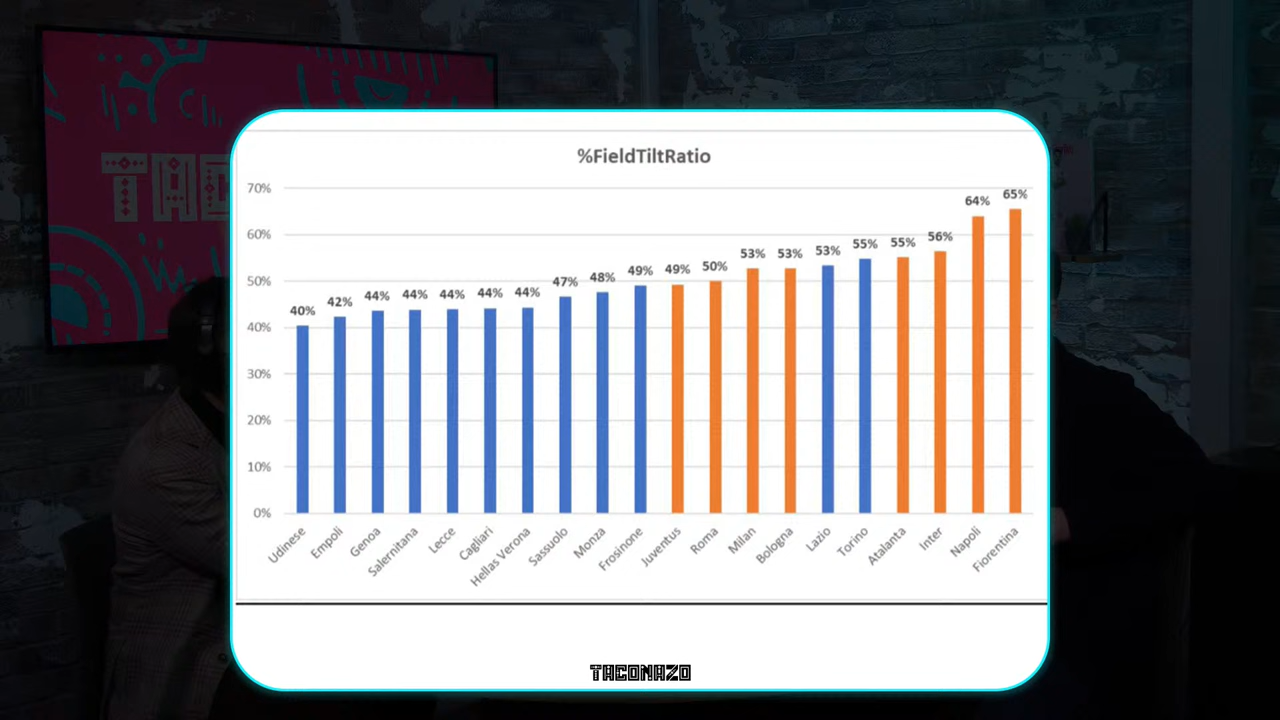 TAC
%FieldTiltRatio
70%
60%
50%
40%
30%
20%
10%
0%
40%
42%
44%
44%
44%
44%
44%
47%
48%
49%
49%
50%
53%
53%
53%
55%
55%
56%
64%
65%
Udinese
Empoli
Genoa
Salernitana
Lecce
Cagliari
Hellas Verona
Sassuolo
Monza
Frosinone
Juventus
Roma
Milan
Bologna
Lazio
Torino
Atalanta
Inter
Napoli
Fiorentina
TACONAZO